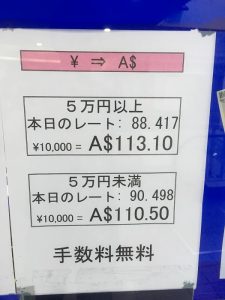 ¥ ⇒ A$
５万円以上
本日のレート: 88.417
¥10,000 = A$113.10
５万円未満
本日のレート: 90.498
¥10,000 = A$110.50
手数料無料